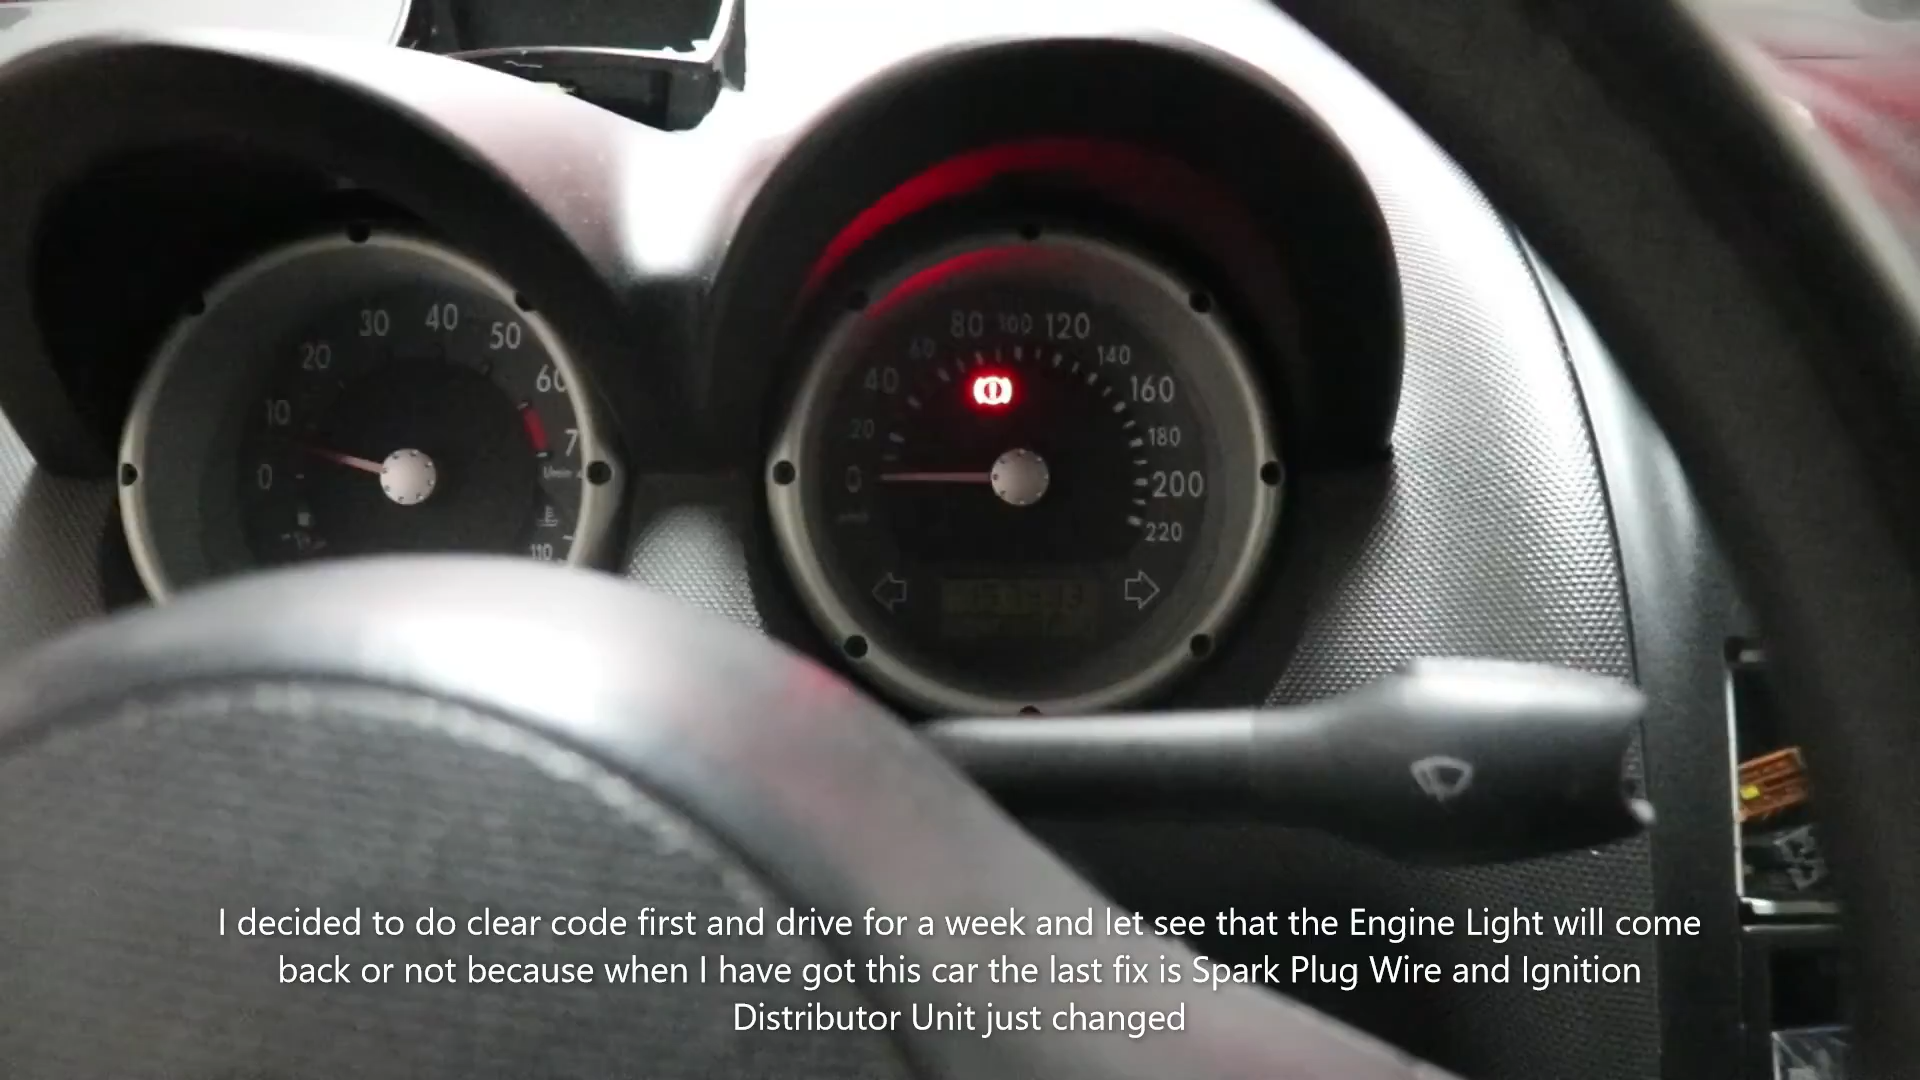 30 40
20 50
10 60
0 7
110
80 100 120
60 140
40 160
20 180
0 200
220
I decided to do clear code first and drive for a week and let see that the Engine Light will come
back or not because when I have got this car the last fix is Spark Plug Wire and Ignition
Distributor Unit just changed